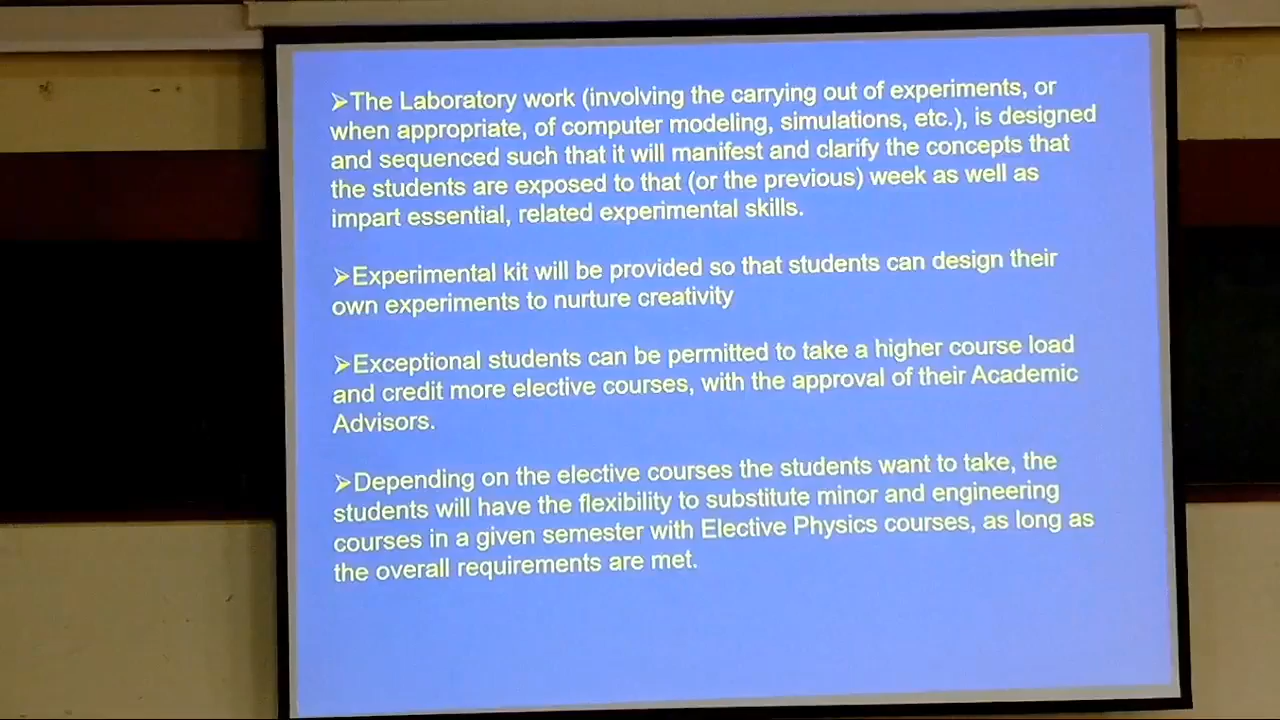 ➢The Laboratory work (involving the carrying out of experiments, or
when appropriate, of computer modeling, simulations, etc.), is designed
and sequenced such that it will manifest and clarify the concepts that
the students are exposed to that (or the previous) week as well as
impart essential, related experimental skills.
➢Experimental kit will be provided so that students can design their
own experiments to nurture creativity
➢Exceptional students can be permitted to take a higher course load
and credit more elective courses, with the approval of their Academic
Advisors.
➢Depending on the elective courses the students want to take, the
students will have the flexibility to substitute minor and engineering
courses in a given semester with Elective Physics courses, as long as
the overall requirements are met.